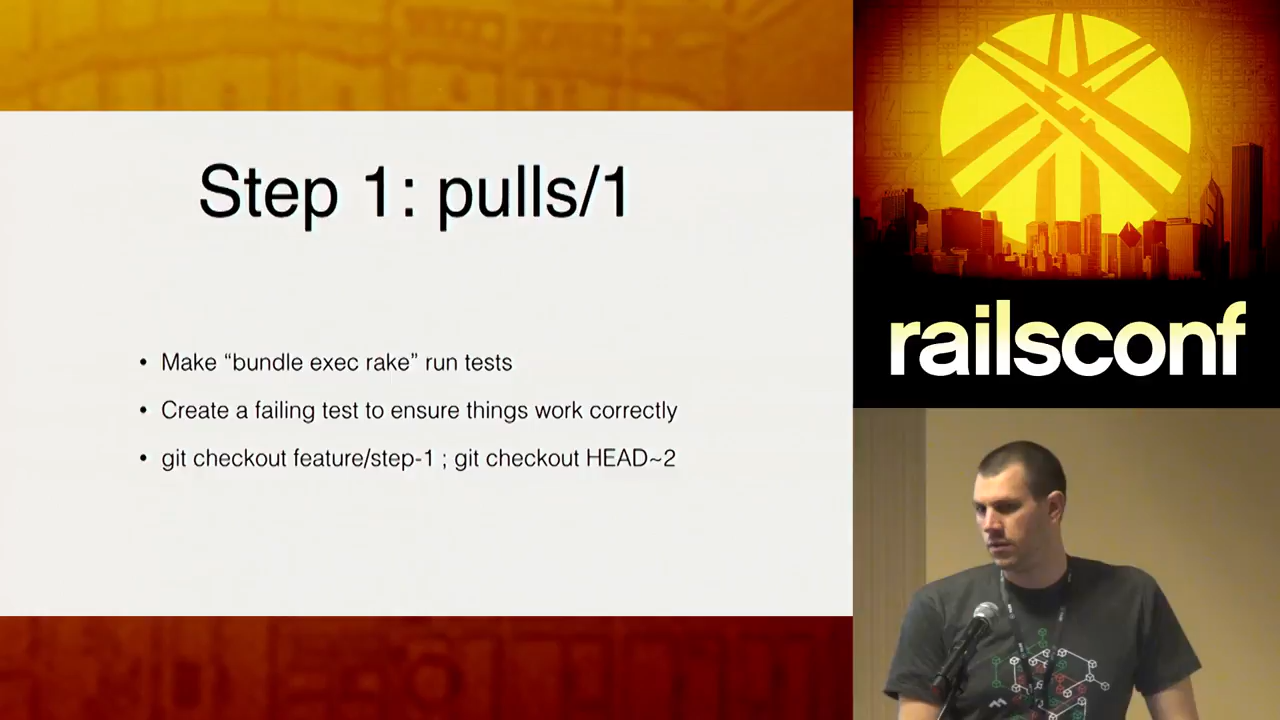 Step 1: pulls/1
• Make “bundle exec rake” run tests
• Create a failing test to ensure things work correctly
• git checkout feature/step-1 ; git checkout HEAD~2
railsconf